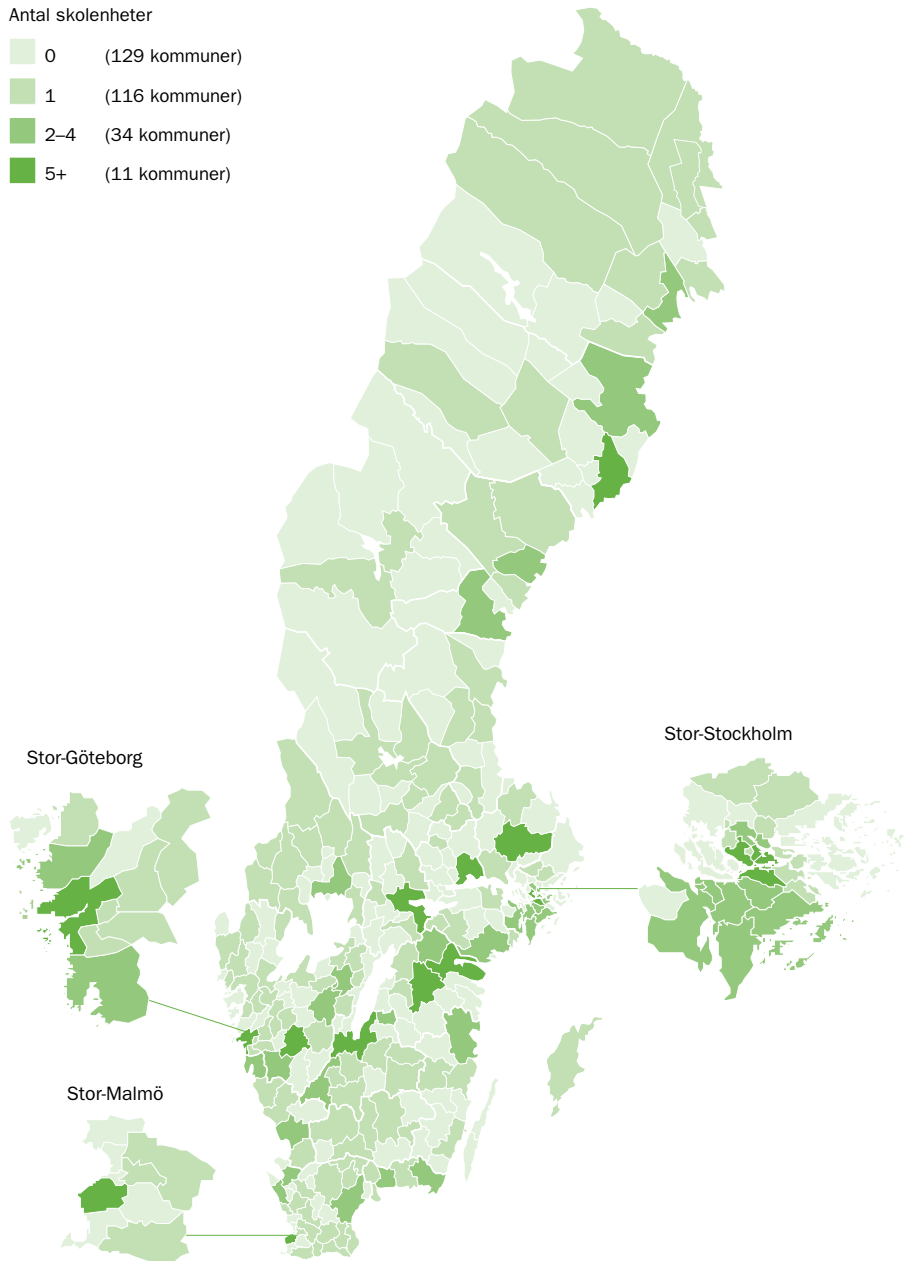 Antal skolenheter
0 (129 kommuner)
1 (116 kommuner)
2–4 (34 kommuner)
5+ (11 kommuner)
Stor-Stockholm
Stor-Göteborg
Stor-Malmö